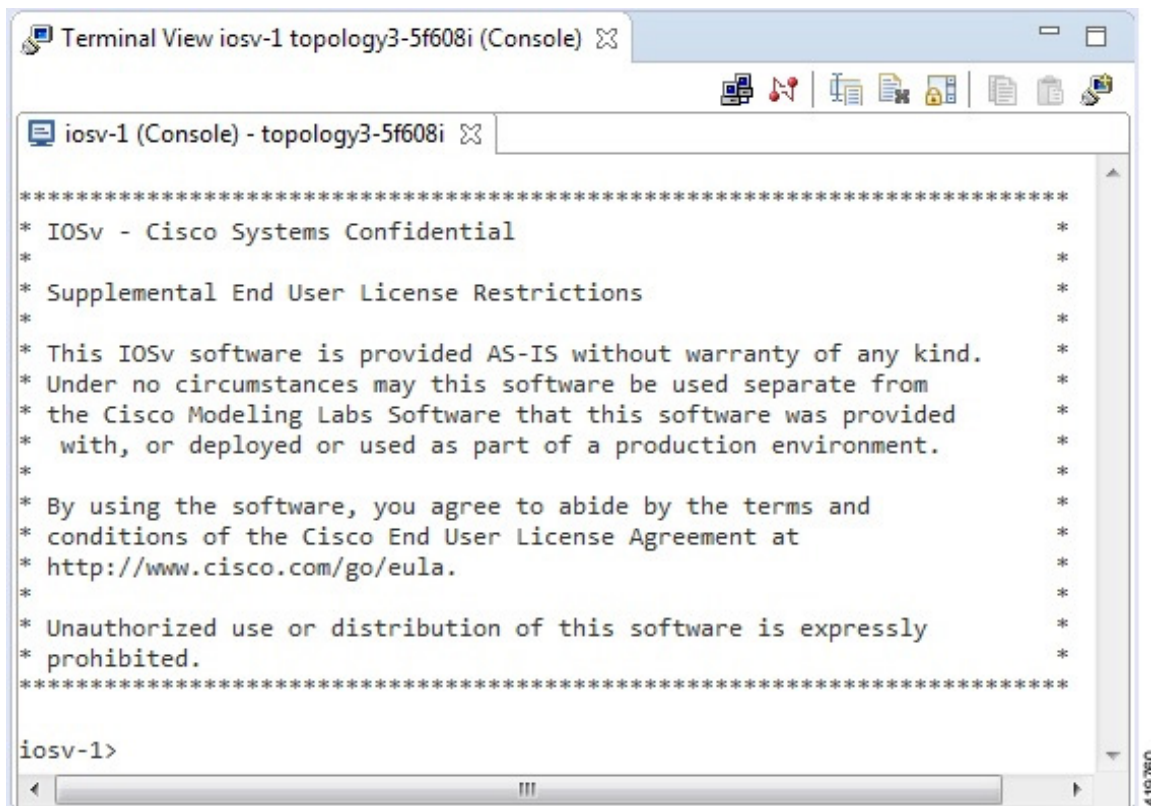 Terminal View iosv-1 topology3-5f608i (Console)
iosv-1 (Console) - topology3-5f608i
**************************************************************************
* IOSv - Cisco Systems Confidential *
* *
* Supplemental End User License Restrictions *
* *
* This IOSv software is provided AS-IS without warranty of any kind. *
* Under no circumstances may this software be used separate from *
* the Cisco Modeling Labs Software that this software was provided *
* with, or deployed or used as part of a production environment. *
* *
* By using the software, you agree to abide by the terms and *
* conditions of the Cisco End User License Agreement at *
* http://www.cisco.com/go/eula. *
* *
* Unauthorized use or distribution of this software is expressly *
* prohibited. *
**************************************************************************
iosv-1>
419760